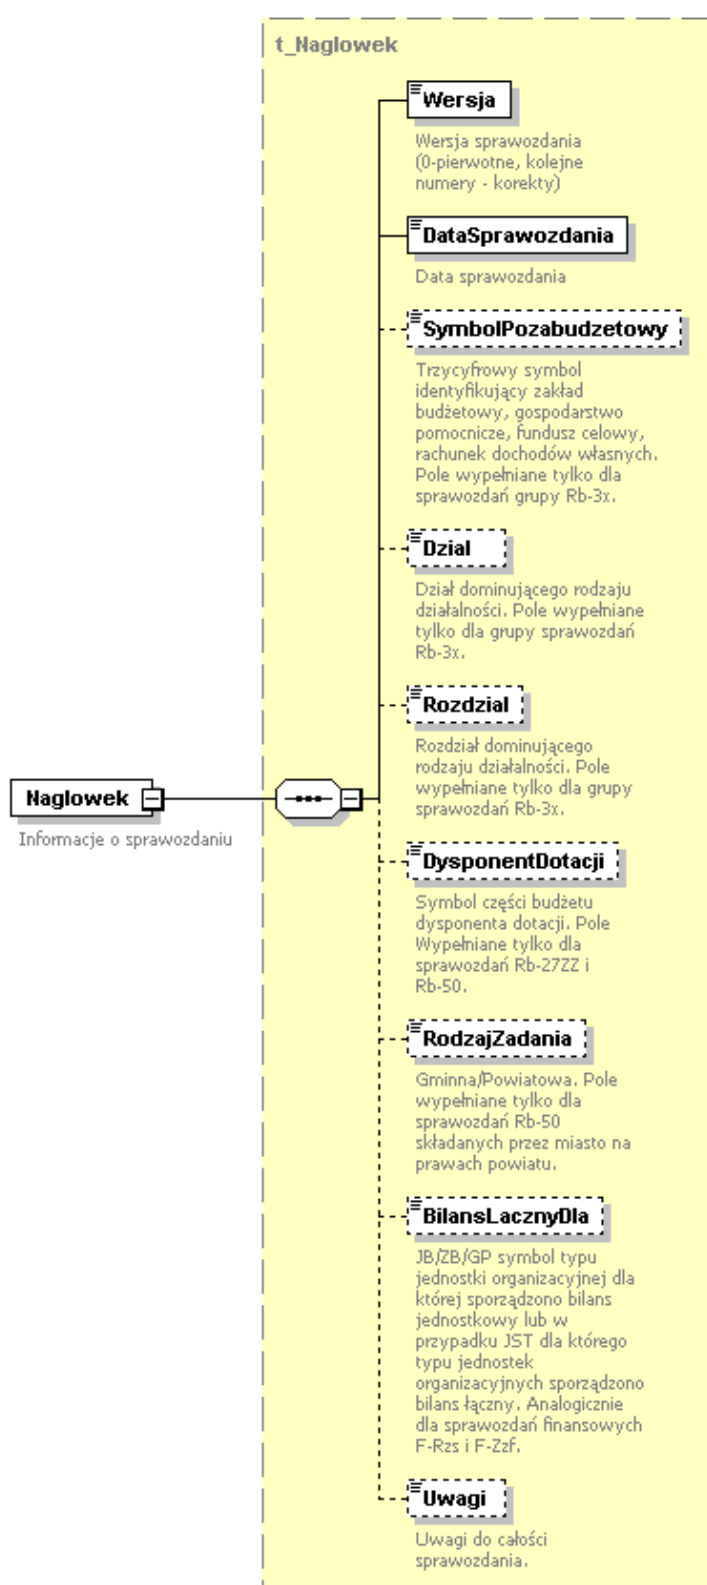 t_Naglowek
Wersja
Wersja sprawozdania
(0-pierwotne, kolejne
numery - korekty)
DataSprawozdania
Data sprawozdania
SymbolPozabudzetowy
Trzycyfrowy symbol
identyfikujący zakład
budżetowy, gospodarstwo
pomocnicze, fundusz celowy,
rachunek dochodów własnych.
Pole wypełniane tylko dla
sprawozdań grupy Rb-3x.
Dzial
Dział dominującego rodzaju
działalności. Pole wypełniane
tylko dla grupy sprawozdań
Rb-3x.
Rozdzial
Rozdział dominującego
rodzaju działalności. Pole
wypełniane tylko dla grupy
sprawozdań Rb-3x.
Naglowek
Informacje o sprawozdaniu
DysponentDotacji
Symbol części budżetu
dysponenta dotacji. Pole
Wypełniane tylko dla
sprawozdań Rb-27ZZ i
Rb-50.
RodzajZadania
Gminna/Powiatowa. Pole
wypełniane tylko dla
sprawozdań Rb-50
składanych przez miasto na
prawach powiatu.
BilansLacznyDla
JB/ZB/GP symbol typu
jednostki organizacyjnej dla
której sporządzono bilans
jednostkowy lub w
przypadku JST dla którego
typu jednostek
organizacyjnych sporządzono
bilans łączny. Analogicznie
dla sprawozdań finansowych
F-Rzs i F-Zzf.
Uwagi
Uwagi do całości
sprawozdania.